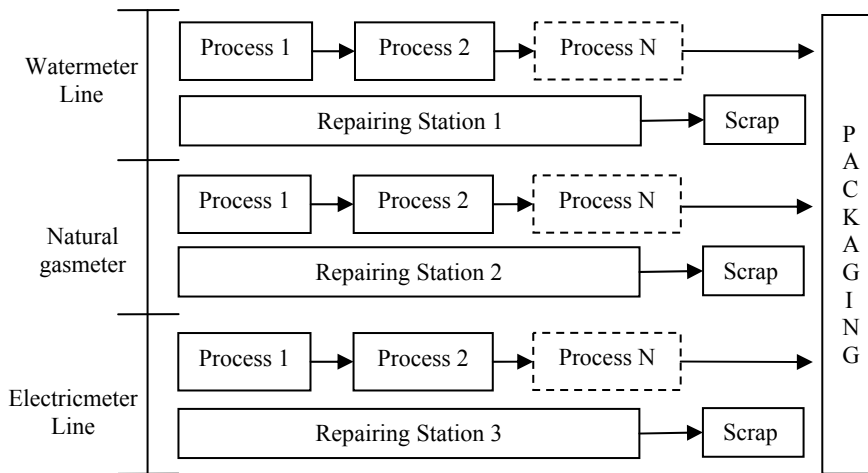 Watermeter
Line
Process 1
Process 2
Process N
Repairing Station 1
Scrap
Natural
gasmeter
Process 1
Process 2
Process N
Repairing Station 2
Scrap
Electricmeter
Line
Process 1
Process 2
Process N
Repairing Station 3
Scrap
P
A
C
K
A
G
I
N
G